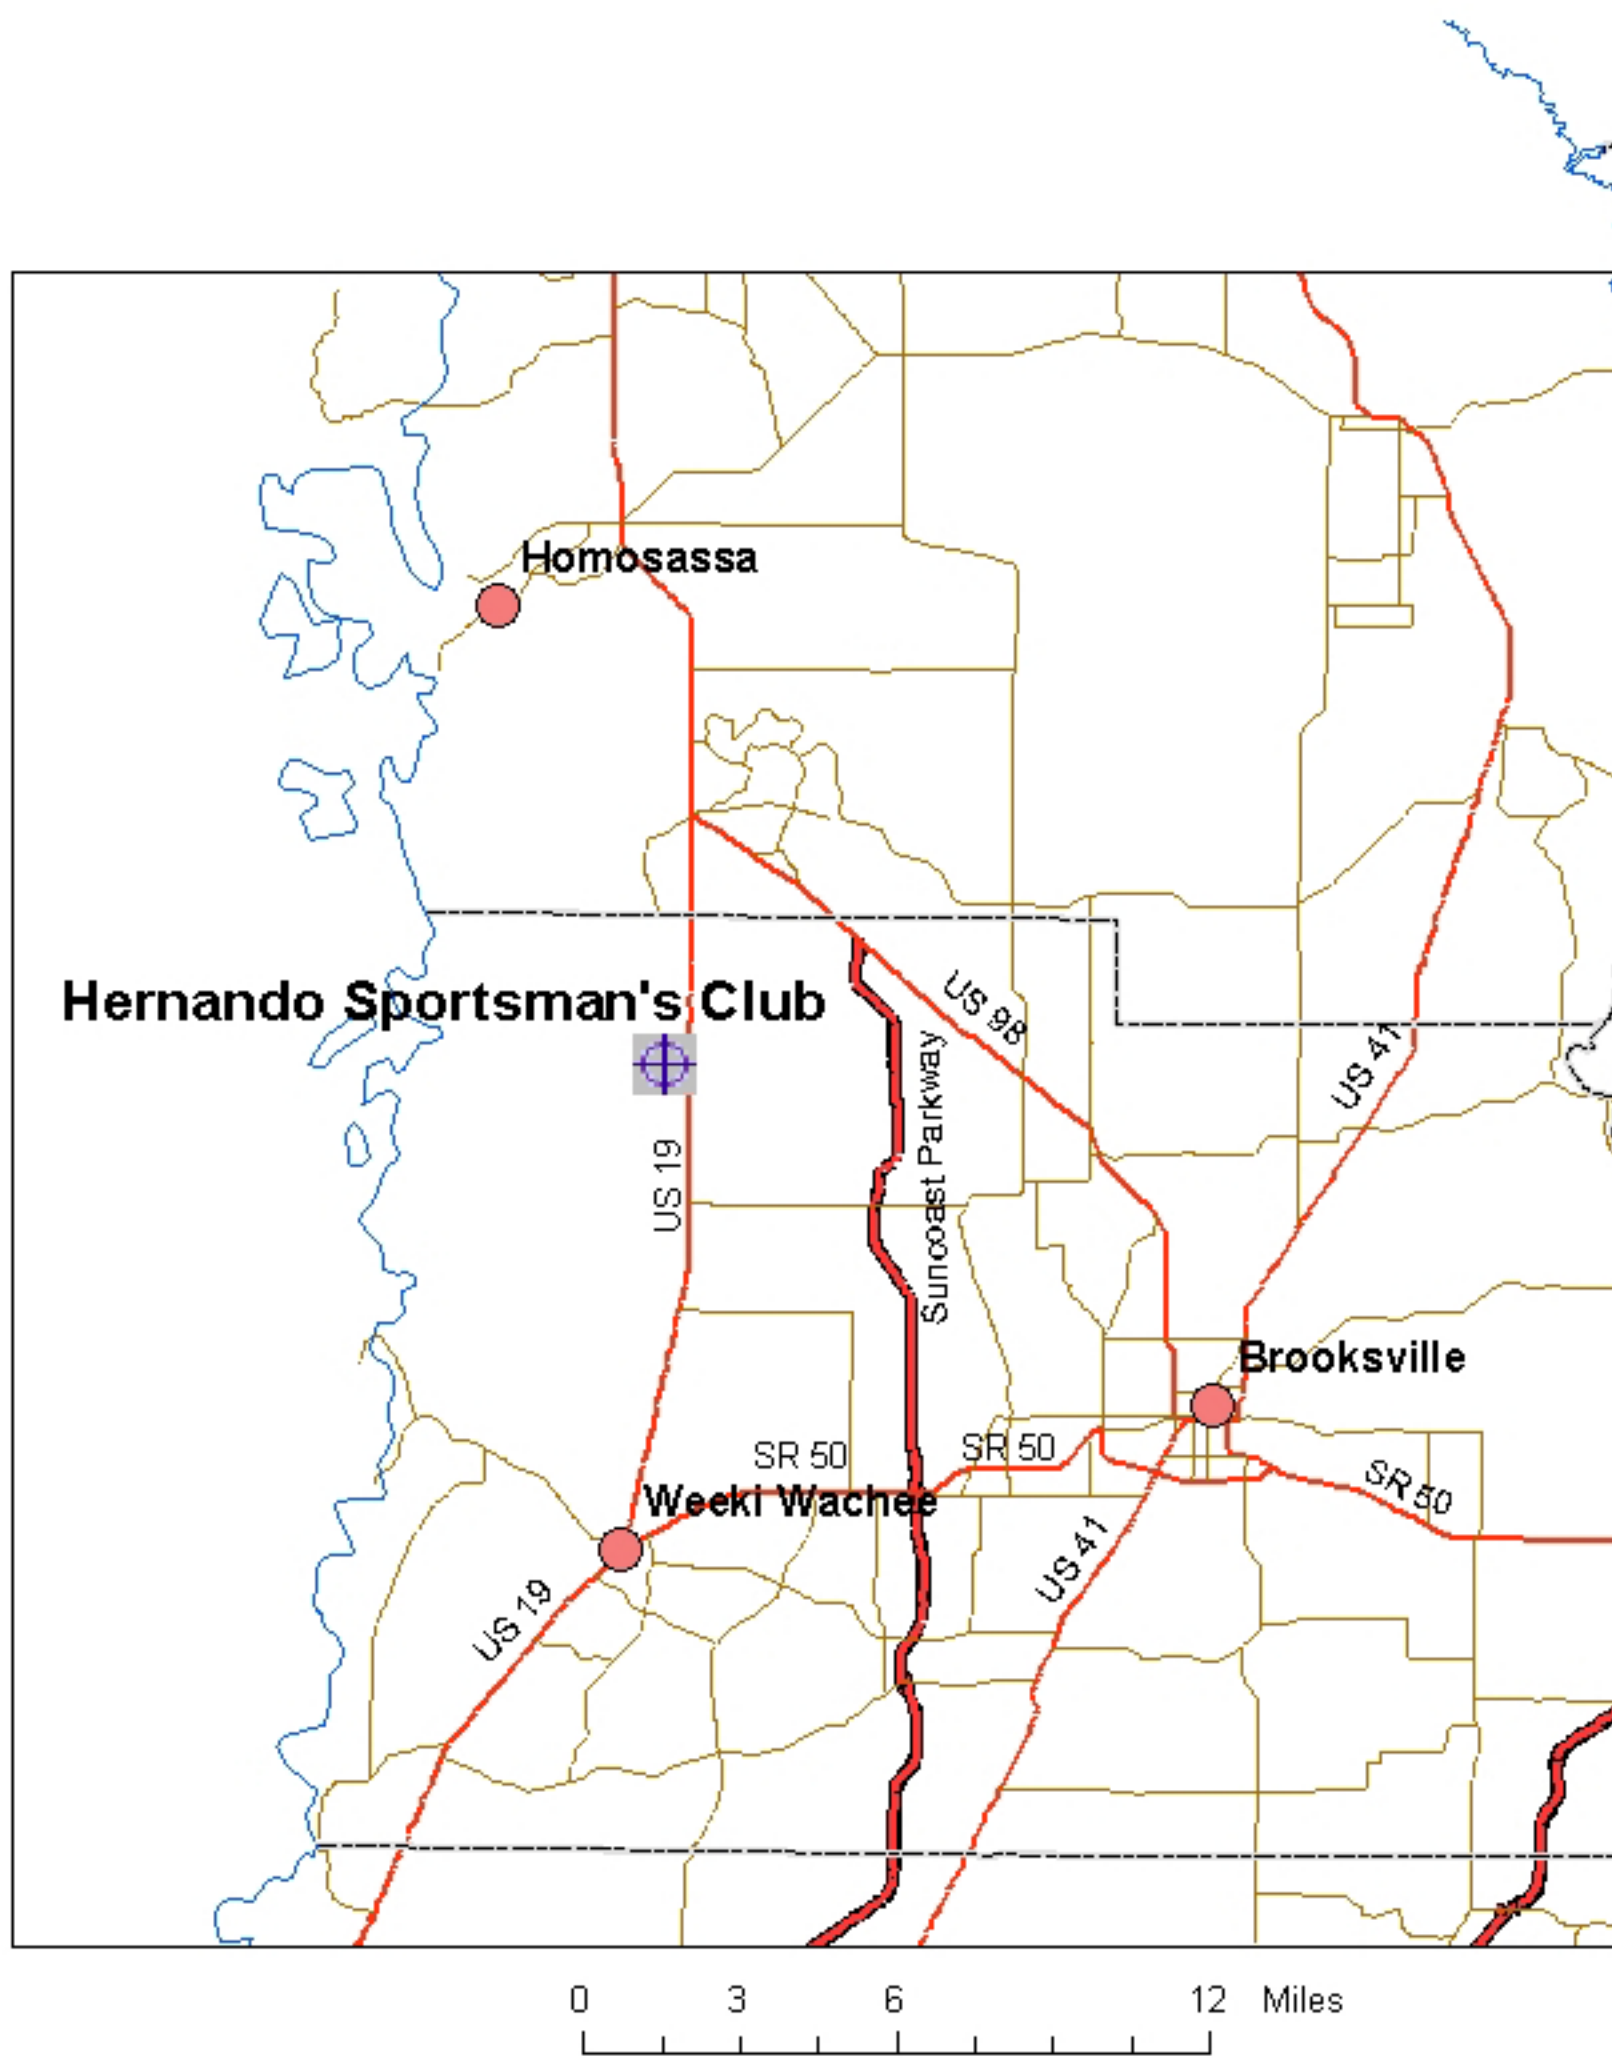 Homosassa
Hernando Sportsman's Club
US 98
US 41
Suncoast Parkway
US 19
Brooksville
SR 50
SR 50
SR 50
Weeki Wachee
US 41
US 19
0 3 6 12 Miles